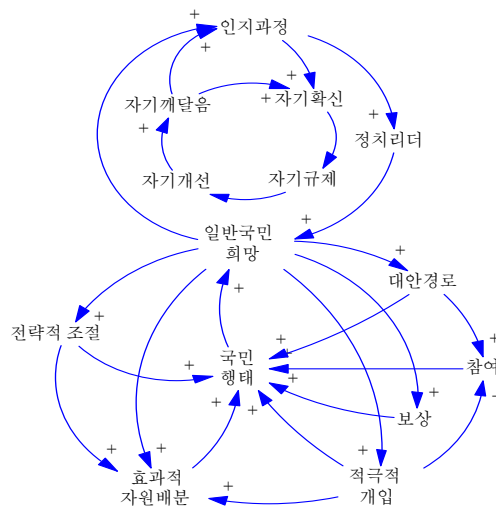 인지과정
자기깨달음
자기확신
정치리더
자기개선
자기규제
일반국민
희망
대안경로
전략적 조절
국민
행태
참여
보상
효과적
자원배분
적극적
개입